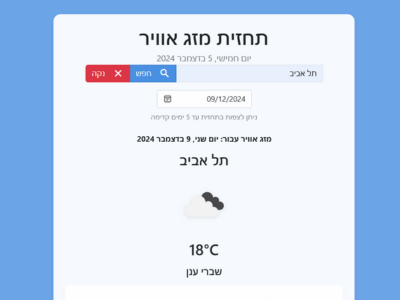 תחזית מזג אוויר
יום חמישי, 5 בדצמבר 2024
תל אביב
חפש
נקה
09/12/2024
ניתן לצפות בתחזית עד 5 ימים קדימה
מזג אוויר עבור: יום שני, 9 בדצמבר 2024
תל אביב
18°C
שברי ענן